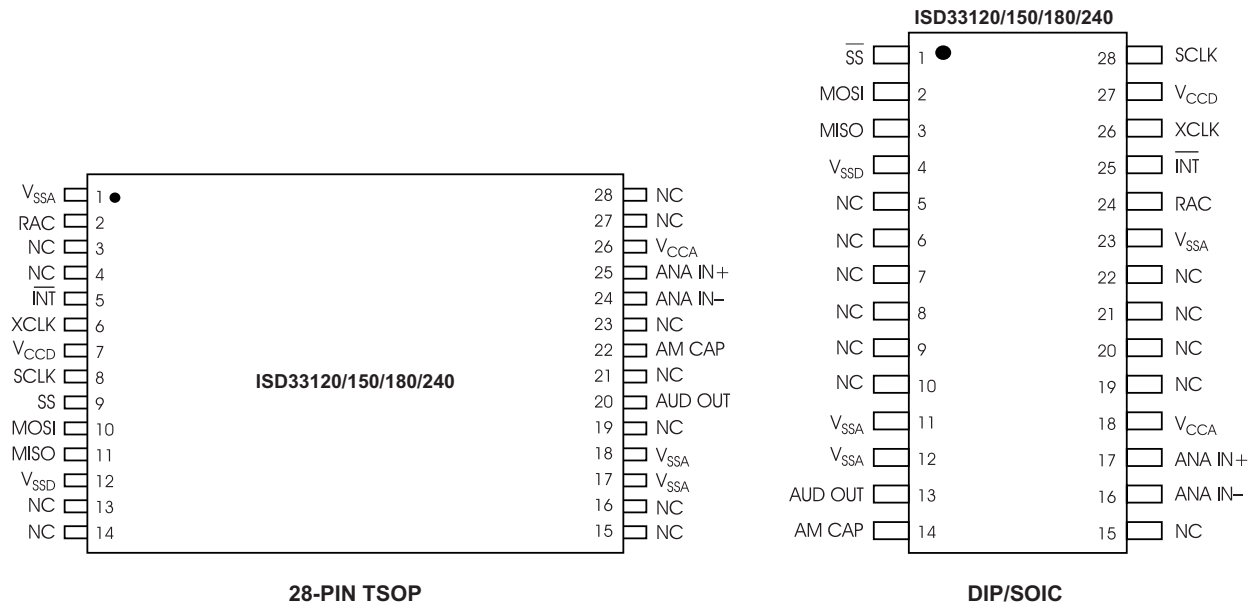 ISD33120/150/180/240
V_SSA 1 28 NC
RAC 2 27 NC
NC 3 26 V_CCA
NC 4 25 ANA IN+
I̅N̅T̅ 5 24 ANA IN–
XCLK 6 23 NC
V_CCD 7 22 AM CAP
SCLK 8 21 NC
SS 9 20 AUD OUT
MOSI 10 19 NC
MISO 11 18 V_SSA
V_SSD 12 17 V_SSA
NC 13 16 NC
NC 14 15 NC
28-PIN TSOP
ISD33120/150/180/240
S̅S̅ 1 28 SCLK
MOSI 2 27 V_CCD
MISO 3 26 XCLK
V_SSD 4 25 I̅N̅T̅
NC 5 24 RAC
NC 6 23 V_SSA
NC 7 22 NC
NC 8 21 NC
NC 9 20 NC
NC 10 19 NC
V_SSA 11 18 V_CCA
V_SSA 12 17 ANA IN+
AUD OUT 13 16 ANA IN–
AM CAP 14 15 NC
DIP/SOIC